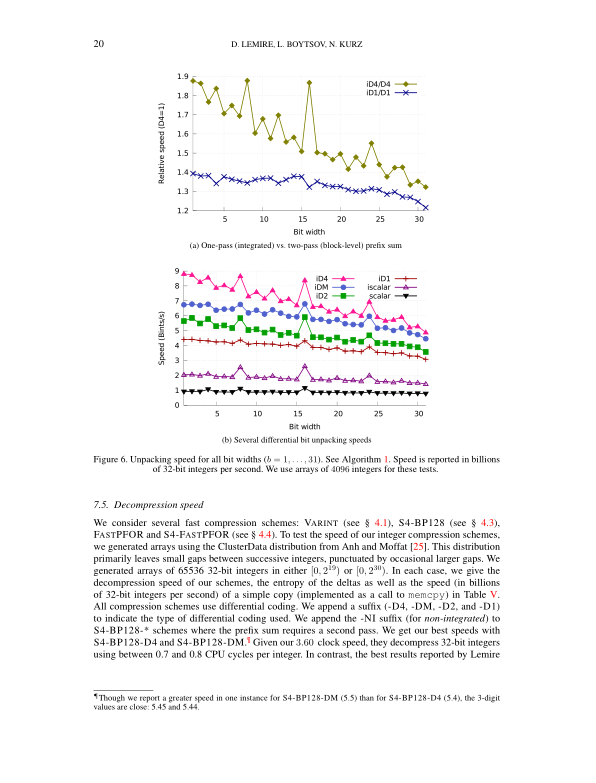 20
D. LEMIRE, L. BOYTSOV, N. KURZ
1.9
1.8
1.7
1.6
1.5
1.4
1.3
1.2
Relative speed (D4=1)
iD4/D4
iD1/D1
5 10 15 20 25 30
Bit width
(a) One-pass (integrated) vs. two-pass (block-level) prefix sum
9
8
7
6
5
4
3
2
1
0
Speed (Bints/s)
iD4
iDM
iD2
iD1
iscalar
scalar
5 10 15 20 25 30
Bit width
(b) Several differential bit unpacking speeds
Figure 6. Unpacking speed for all bit widths (b = 1, . . . , 31). See Algorithm 1. Speed is reported in billions
of 32-bit integers per second. We use arrays of 4096 integers for these tests.
7.5. Decompression speed
We consider several fast compression schemes: VARINT (see § 4.1), S4-BP128 (see § 4.3),
FASTPFOR and S4-FASTPFOR (see § 4.4). To test the speed of our integer compression schemes,
we generated arrays using the ClusterData distribution from Anh and Moffat [25]. This distribution
primarily leaves small gaps between successive integers, punctuated by occasional larger gaps. We
generated arrays of 65536 32-bit integers in either [0, 2^19) or [0, 2^30). In each case, we give the
decompression speed of our schemes, the entropy of the deltas as well as the speed (in billions
of 32-bit integers per second) of a simple copy (implemented as a call to memcpy) in Table V.
All compression schemes use differential coding. We append a suffix (-D4, -DM, -D2, and -D1)
to indicate the type of differential coding used. We append the -NI suffix (for non-integrated) to
S4-BP128-* schemes where the prefix sum requires a second pass. We get our best speeds with
S4-BP128-D4 and S4-BP128-DM.¶ Given our 3.60 clock speed, they decompress 32-bit integers
using between 0.7 and 0.8 CPU cycles per integer. In contrast, the best results reported by Lemire
¶Though we report a greater speed in one instance for S4-BP128-DM (5.5) than for S4-BP128-D4 (5.4), the 3-digit
values are close: 5.45 and 5.44.